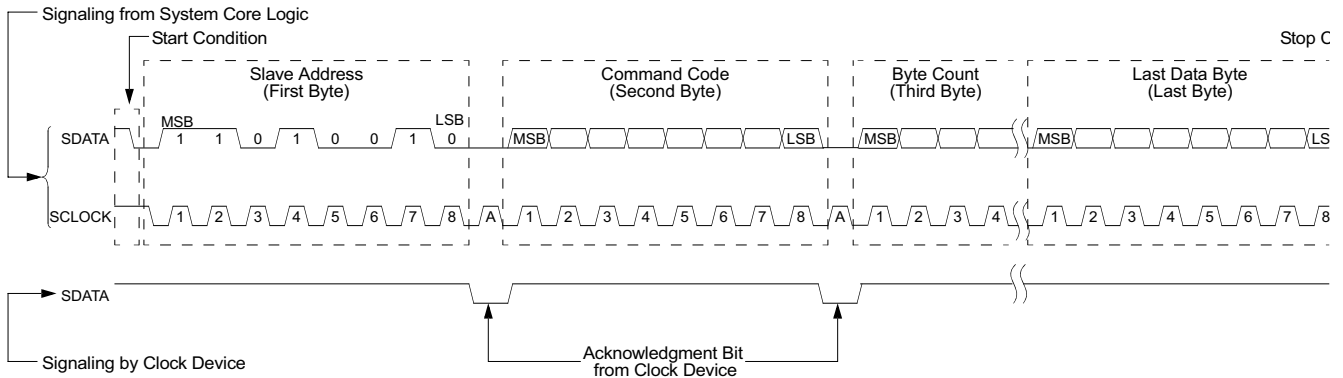 Signaling from System Core Logic
Start Condition
Stop C
Slave Address
(First Byte)
Command Code
(Second Byte)
Byte Count
(Third Byte)
Last Data Byte
(Last Byte)
MSB
LSB
SDATA
1 1 0 1 0 0 1 0
MSB
LSB
MSB
MSB
LS
SCLOCK
1 2 3 4 5 6 7 8 A 1 2 3 4 5 6 7 8 A 1 2 3 4 1 2 3 4 5 6 7 8
SDATA
Signaling by Clock Device
Acknowledgment Bit
from Clock Device